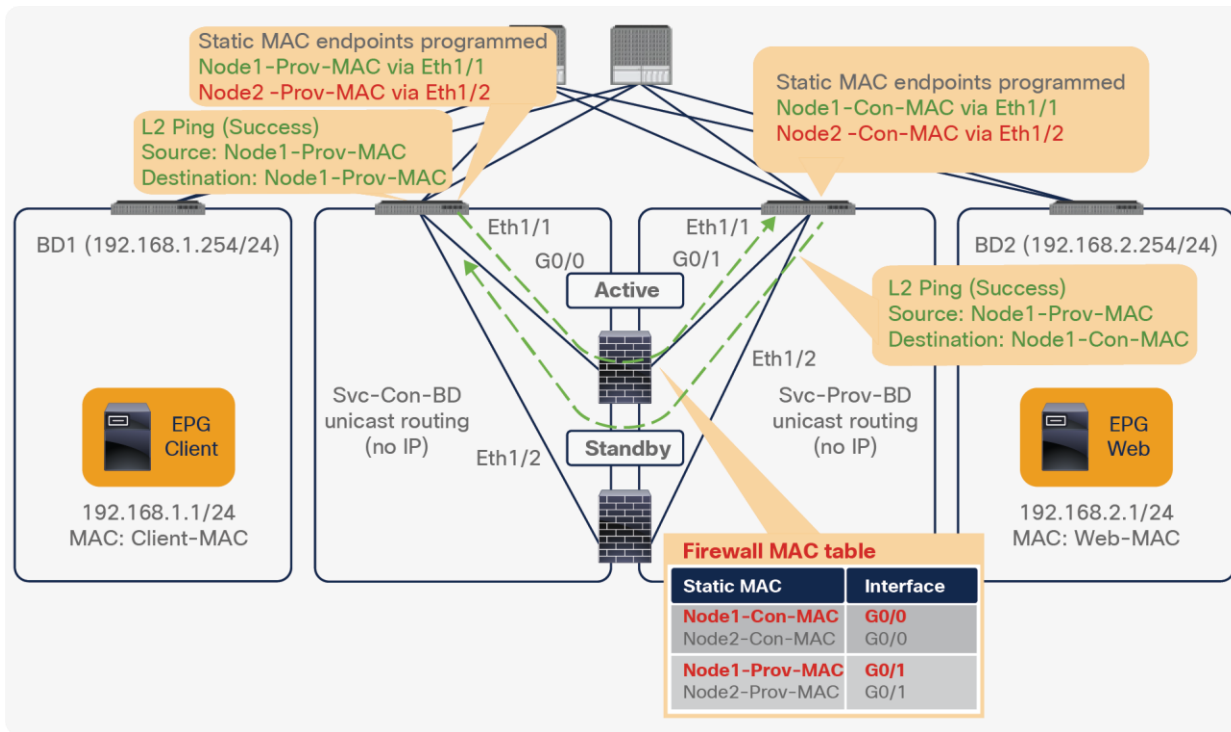 Static MAC endpoints programmed
Node1-Prov-MAC via Eth1/1
Node2 -Prov-MAC via Eth1/2
Static MAC endpoints programmed
Node1-Con-MAC via Eth1/1
Node2 -Con-MAC via Eth1/2
L2 Ping (Success)
Source: Node1-Prov-MAC
Destination: Node1-Prov-MAC
BD1 (192.168.1.254/24)
Eth1/1
G0/0
Eth1/1
G0/1
BD2 (192.168.2.254/24)
Active
L2 Ping (Success)
Source: Node1-Prov-MAC
Destination: Node1-Con-MAC
Eth1/2
EPG
Client
192.168.1.1/24
MAC: Client-MAC
Svc-Con-BD
unicast routing
(no IP)
Eth1/2
Standby
Svc-Prov-BD
unicast routing
(no IP)
EPG
Web
192.168.2.1/24
MAC: Web-MAC
Firewall MAC table
Static MAC Interface
Node1-Con-MAC G0/0
Node2-Con-MAC G0/0
Node1-Prov-MAC G0/1
Node2-Prov-MAC G0/1